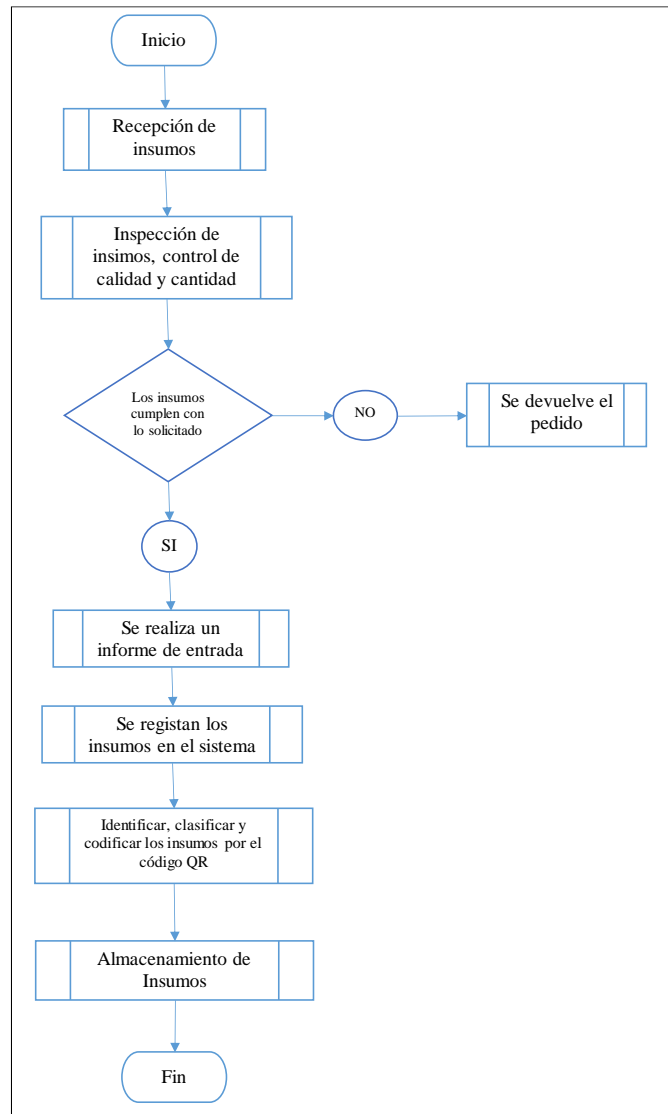 Inicio
Recepción de
insumos
Inspección de
insimos, control de
calidad y cantidad
Los insumos
cumplen con
lo solicitado
NO
Se devuelve el
pedido
SI
Se realiza un
informe de entrada
Se registan los
insumos en el sistema
Identificar, clasificar y
codificar los insumos por el
código QR
Almacenamiento de
Insumos
Fin